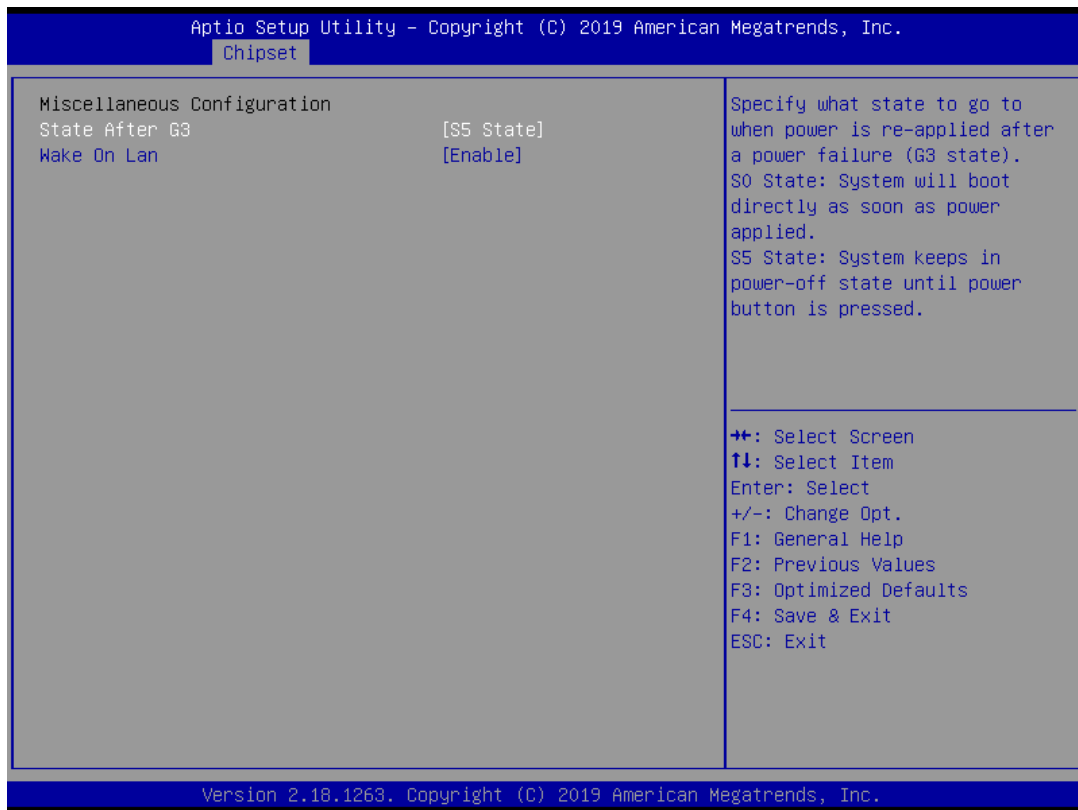 Aptio Setup Utility – Copyright (C) 2019 American Megatrends, Inc.
Chipset
Miscellaneous Configuration
State After G3 [S5 State]
Wake On Lan [Enable]
Specify what state to go to
when power is re-applied after
a power failure (G3 state).
S0 State: System will boot
directly as soon as power
applied.
S5 State: System keeps in
power-off state until power
button is pressed.
→←: Select Screen
↑↓: Select Item
Enter: Select
+/-: Change Opt.
F1: General Help
F2: Previous Values
F3: Optimized Defaults
F4: Save & Exit
ESC: Exit
Version 2.18.1263. Copyright (C) 2019 American Megatrends, Inc.